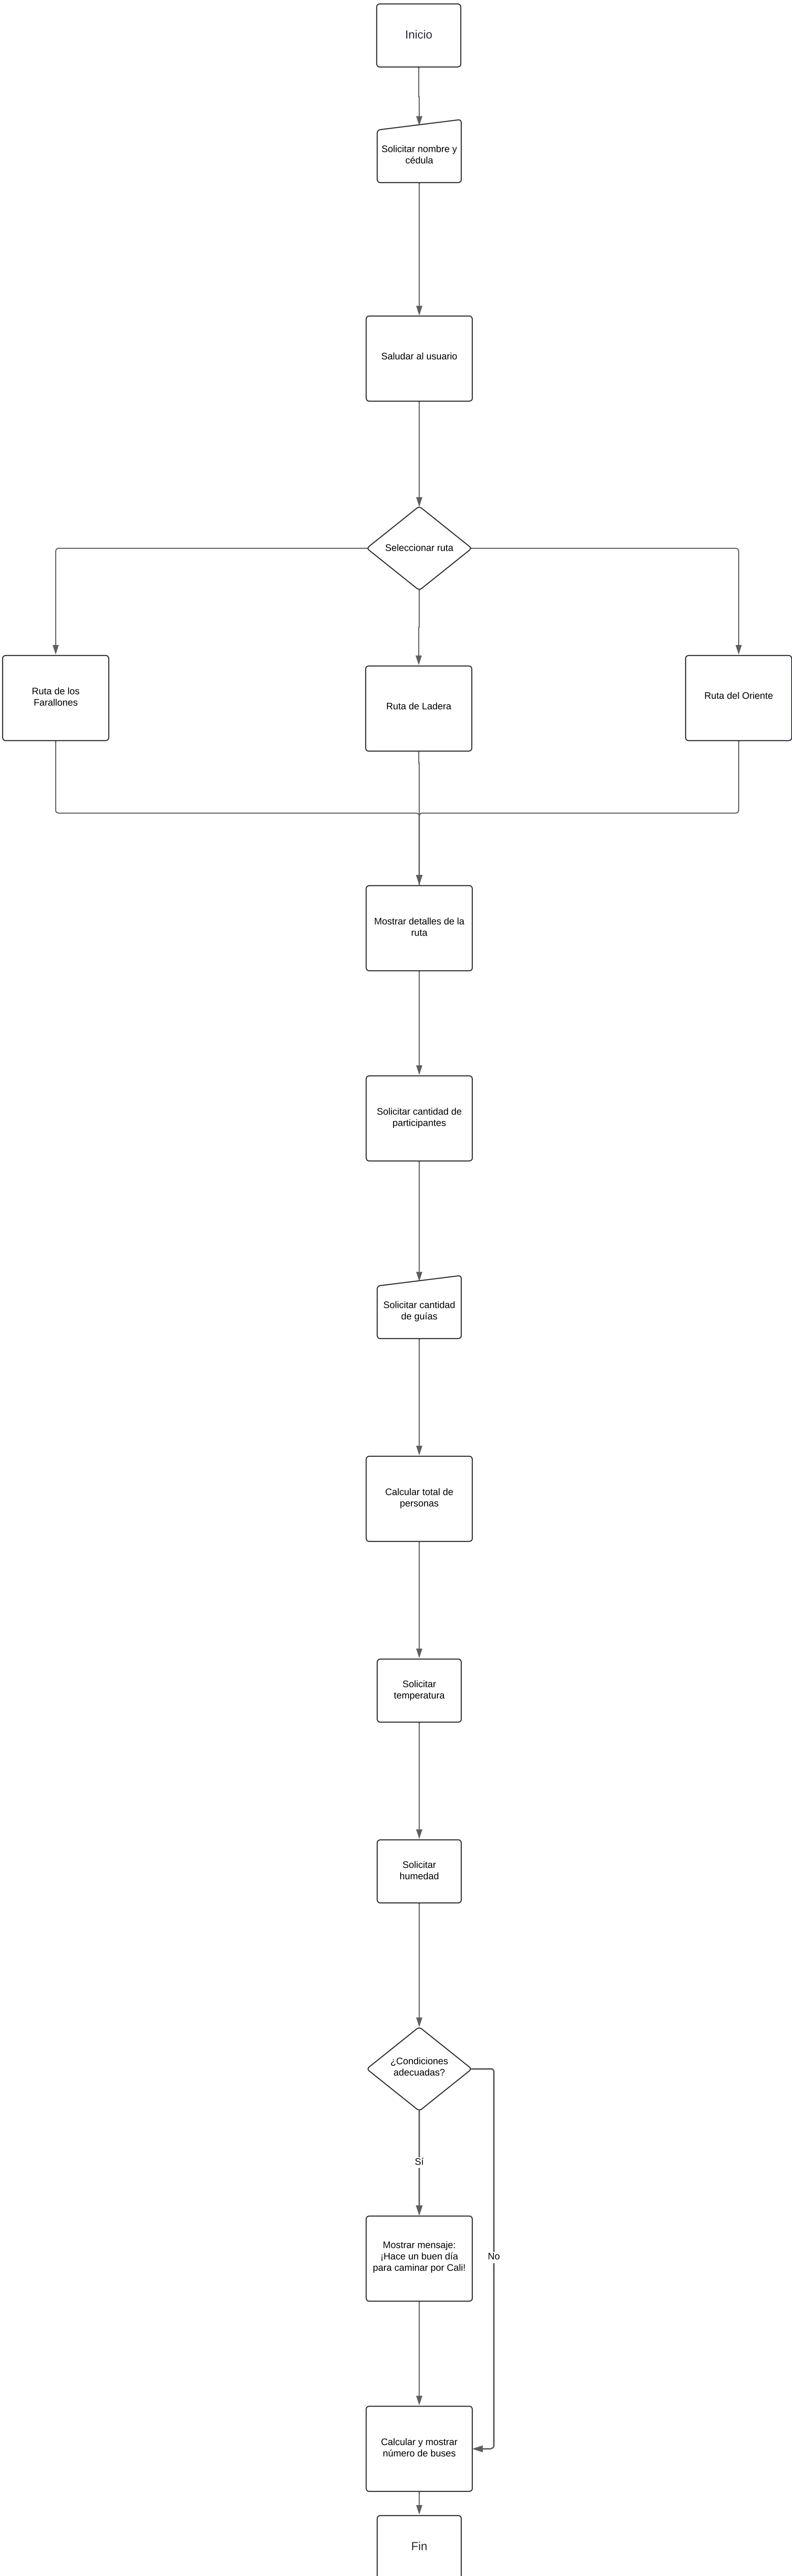 Inicio
Solicitar nombre y
cédula
Saludar al usuario
Seleccionar ruta
Ruta de los
Farallones
Ruta de Ladera
Ruta del Oriente
Mostrar detalles de la
ruta
Solicitar cantidad de
participantes
Solicitar cantidad
de guías
Calcular total de
personas
Solicitar
temperatura
Solicitar
humedad
¿Condiciones
adecuadas?
Sí
Mostrar mensaje:
¡Hace un buen día
para caminar por Cali!
No
Calcular y mostrar
número de buses
Fin